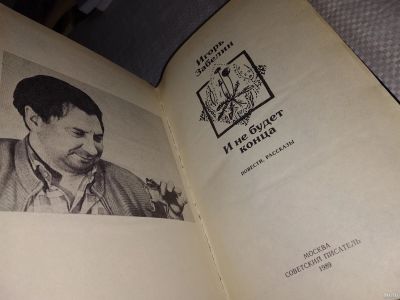 Игорь
Забелин
И не будет
конца
ПОВЕСТИ, РАССКАЗЫ
МОСКВА
СОВЕТСКИЙ ПИСАТЕЛЬ
1989